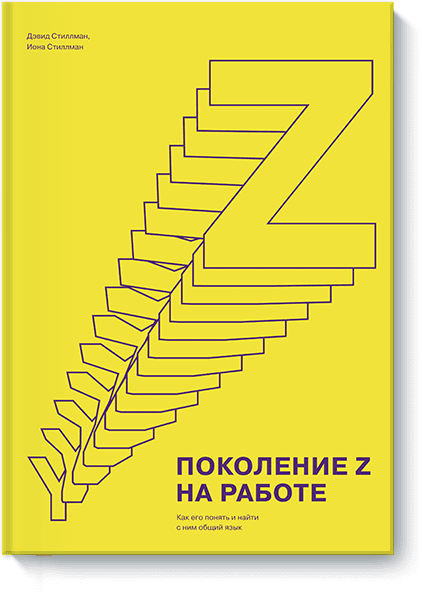 Дэвид Стиллман,
Иона Стиллман
Z
Y
ПОКОЛЕНИЕ Z
НА РАБОТЕ
Как его понять и найти
с ним общий язык